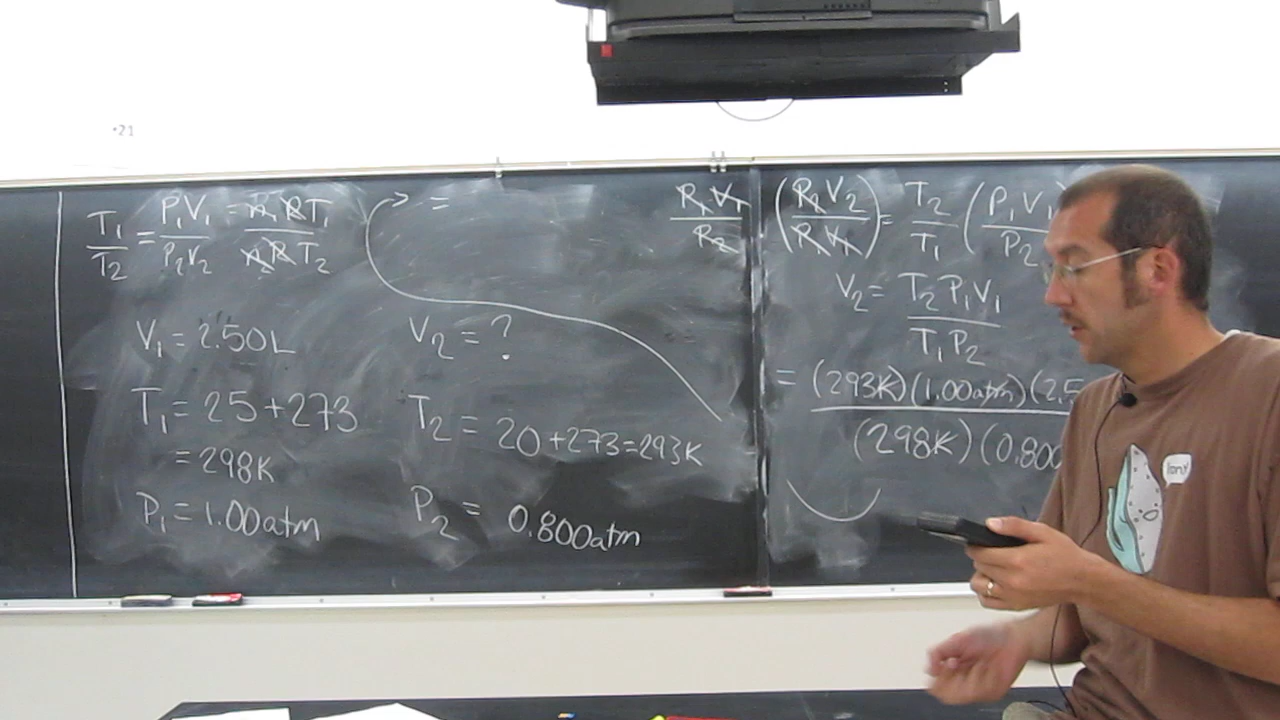 •21
T₁/T₂ = P₁V₁/P₂V₂ = n₁RT₁/n₂RT₂
=
V₁ = 2.50L
V₂ = ?
T₁ = 25+273
= 298K
T₂ = 20+273=293K
P₁ = 1.00atm
P₂ = 0.800atm
P₁V₁/P₂ (P₂V₂/P₁V₁) = T₂/T₁ (P₁V₁/P₂
V₂ = T₂P₁V₁/T₁P₂
= (293K)(1.00atm)(2.5
(298K)(0.800